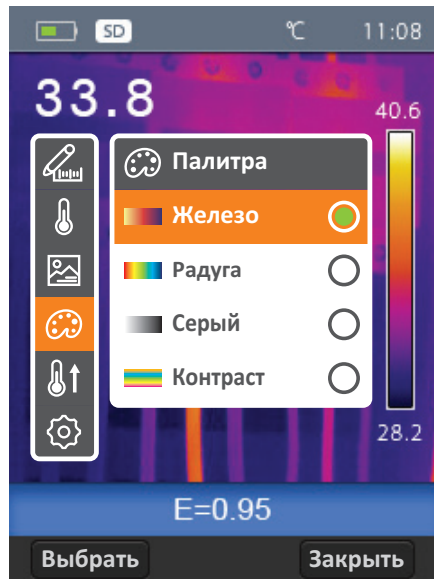 SD ℃ 11:08
33.8
40.6
Палитра
Железо
Радуга
Серый
Контраст
28.2
E=0.95
Выбрать Закрыть